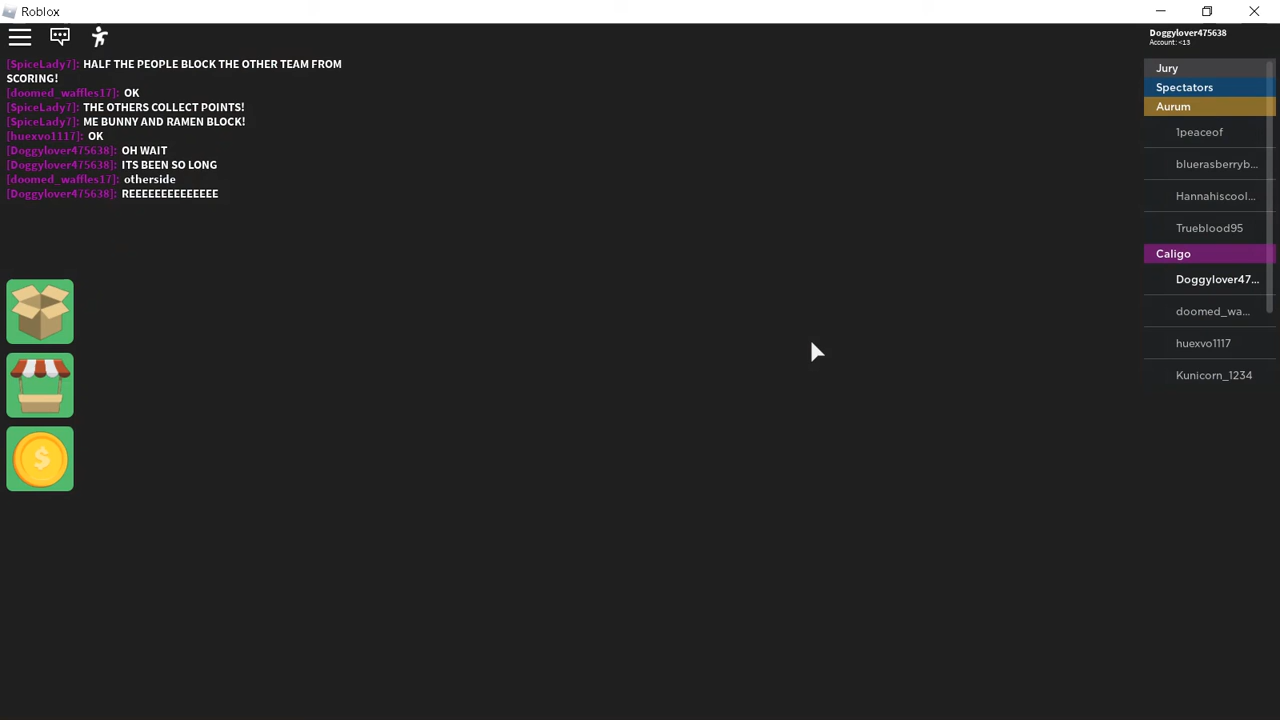 Roblox
Doggylover475638
Account: <13
[SpiceLady7]: HALF THE PEOPLE BLOCK THE OTHER TEAM FROM
SCORING!
[doomed_waffles17]: OK
[SpiceLady7]: THE OTHERS COLLECT POINTS!
[SpiceLady7]: ME BUNNY AND RAMEN BLOCK!
[huexvo1117]: OK
[Doggylover475638]: OH WAIT
[Doggylover475638]: ITS BEEN SO LONG
[doomed_waffles17]: otherside
[Doggylover475638]: REEEEEEEEEEEEEE
$
Jury
Spectators
Aurum
1peaceof
bluerasberryb...
Hannahiscool...
Trueblood95
Caligo
Doggylover47...
doomed_wa...
huexvo1117
Kunicorn_1234